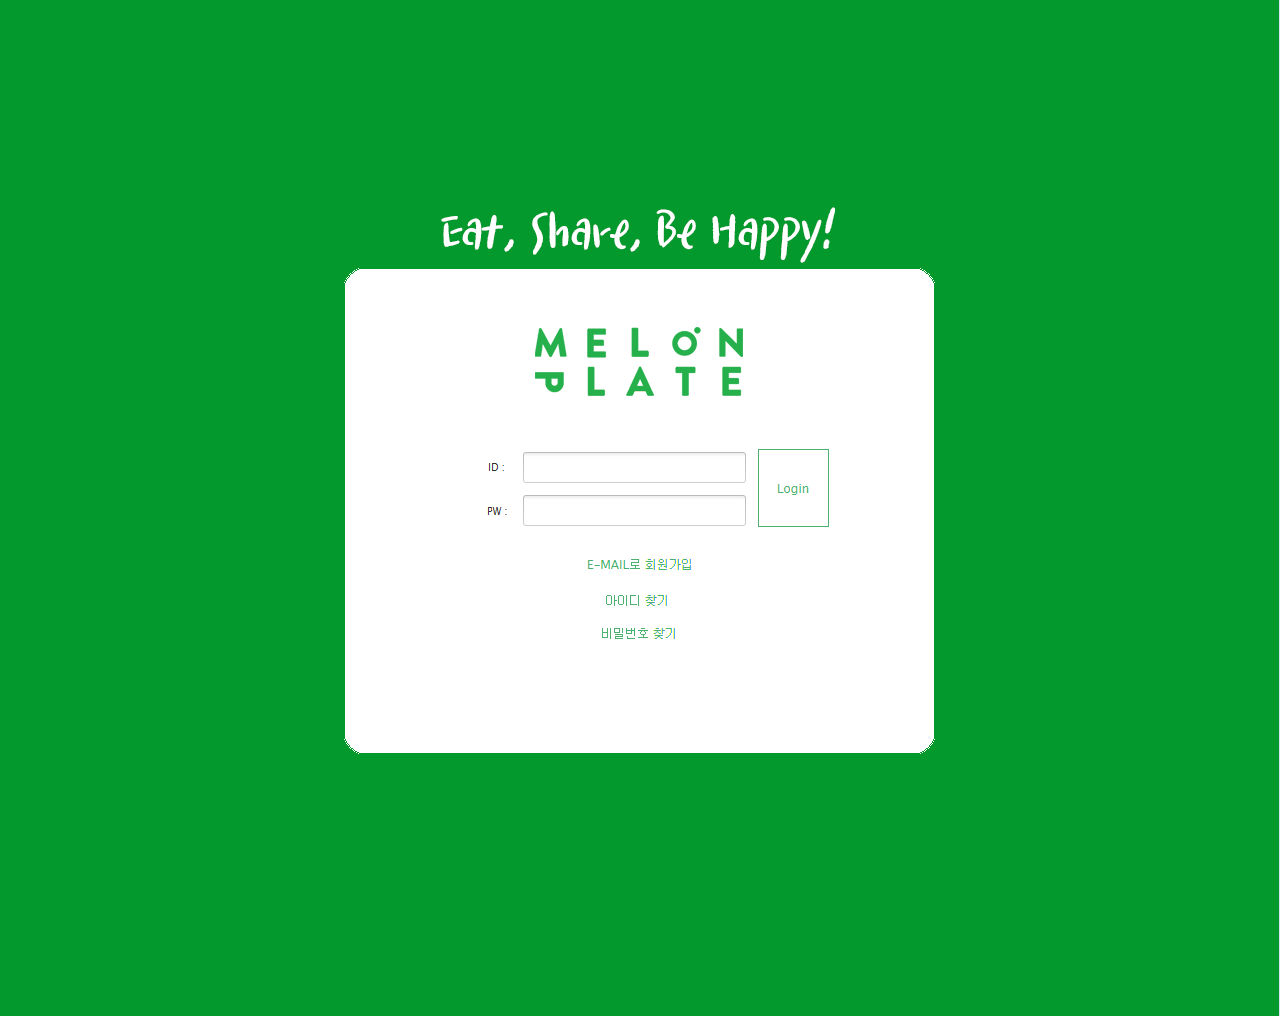 Eat, Share, Be Happy!
MELON
PLATE
ID :
Login
PW :
E-MAIL로 회원가입
아이디 찾기
비밀번호 찾기